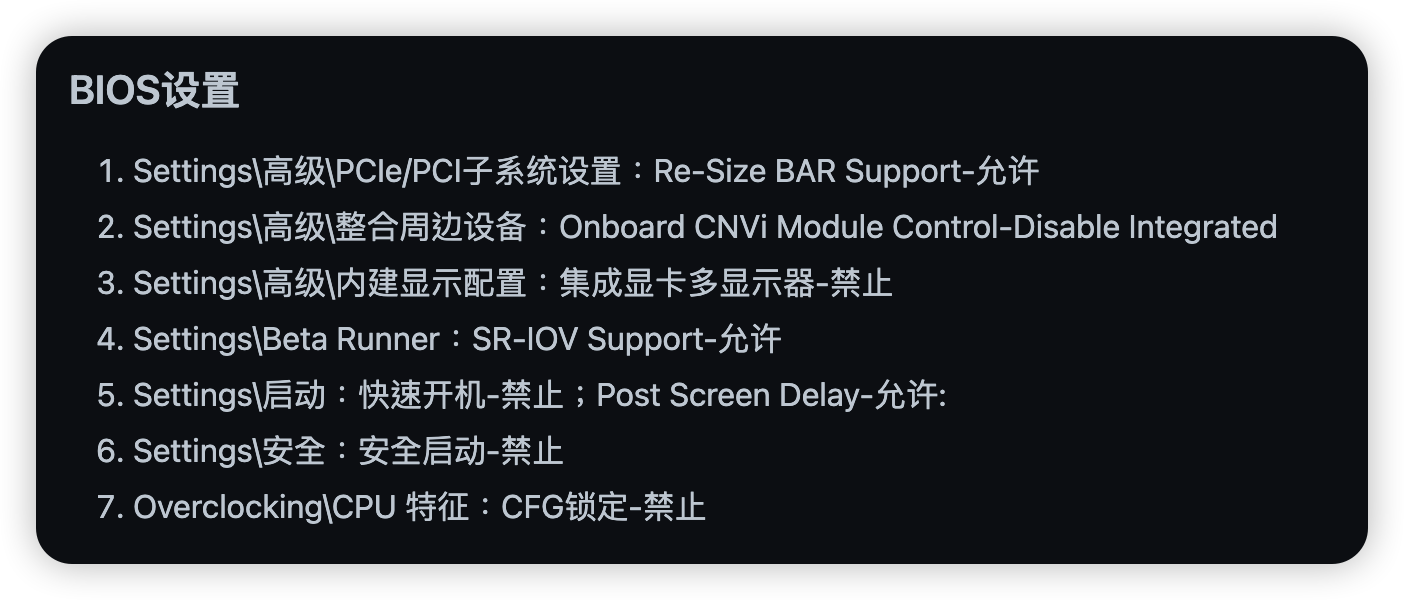 BIOS设置
1. Settings\高级\PCIe/PCI子系统设置：Re-Size BAR Support-允许
2. Settings\高级\整合周边设备：Onboard CNVi Module Control-Disable Integrated
3. Settings\高级\内建显示配置：集成显卡多显示器-禁止
4. Settings\Beta Runner：SR-IOV Support-允许
5. Settings\启动：快速开机-禁止；Post Screen Delay-允许:
6. Settings\安全：安全启动-禁止
7. Overclocking\CPU 特征：CFG锁定-禁止